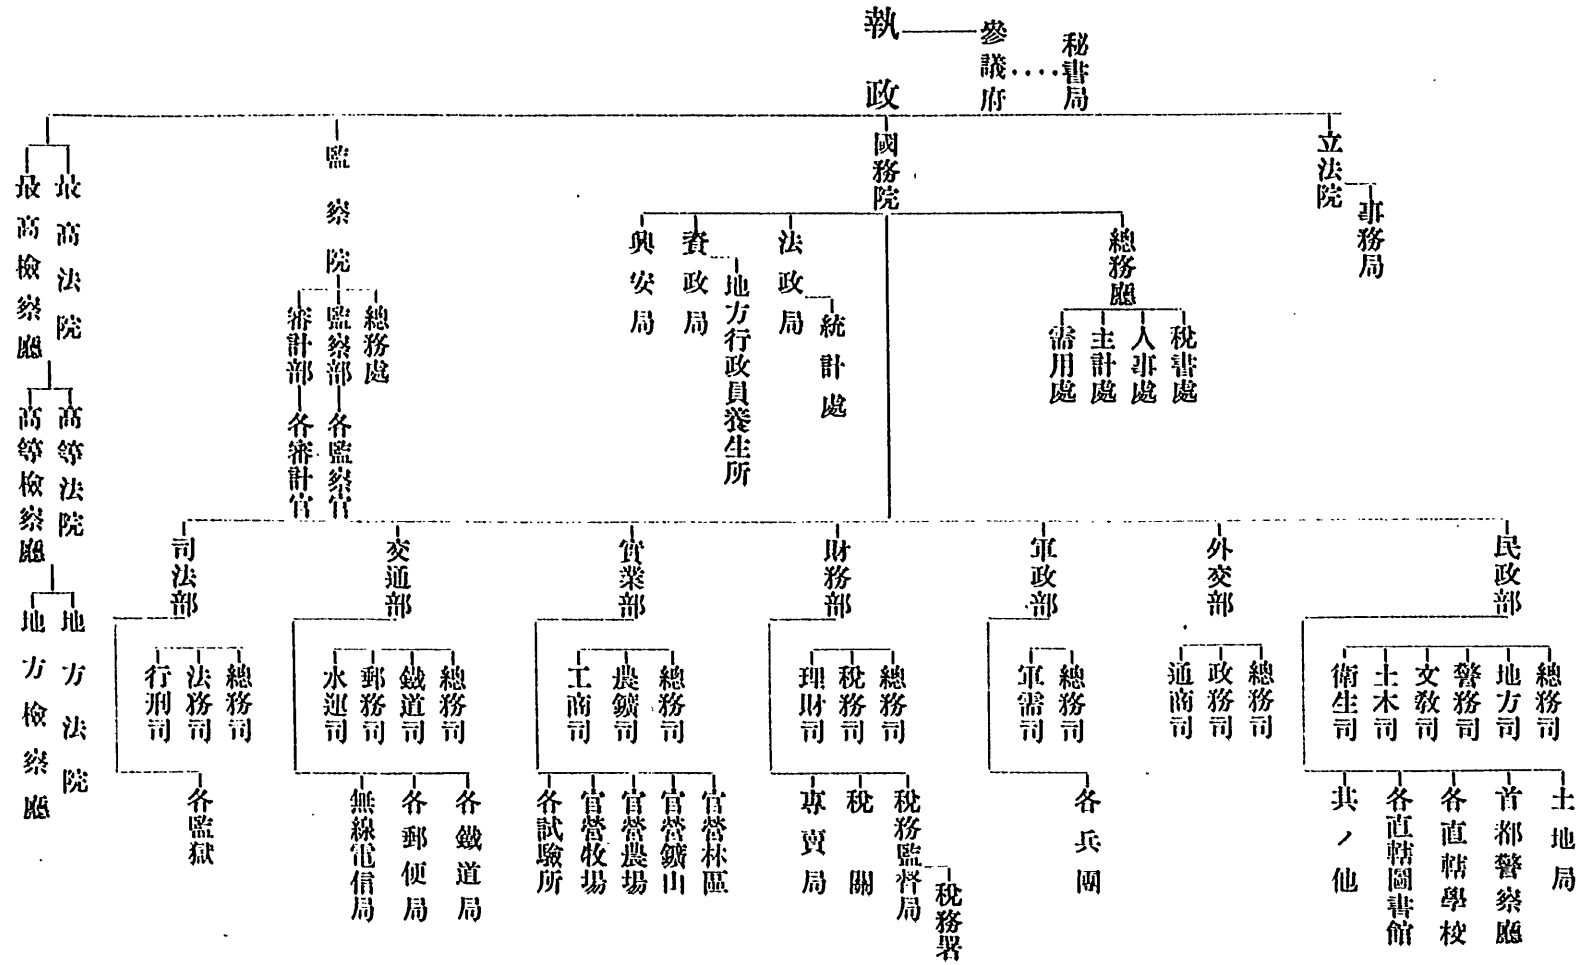 執政
參議府
秘書局
立法院
事務局
國務院
總務廳
税書處
人事處
主計處
需用處
法政局
統計處
資政局
地方行政員養生所
興安局
監察院
總務處
監察部
各監察官
審計部
各審計官
最高法院
最高檢察廳
高等法院
高等檢察廳
地方法院
地方檢察廳
民政部
總務司
地方司
警務司
文教司
土木司
衛生司
土地局
首都警察廳
各直轄學校
各直轄圖書館
其ノ他
外交部
總務司
政務司
通商司
軍政部
總務司
軍需司
各兵團
財務部
總務司
税務司
理財司
税務監督局
税務署
税關
專賣局
實業部
總務司
農鑛司
工商司
官營林區
官營鑛山
官營農場
官營牧場
各試驗所
交通部
總務司
鐵道司
郵務司
水運司
各鐵道局
各郵便局
無線電信局
司法部
總務司
法務司
行刑司
各監獄